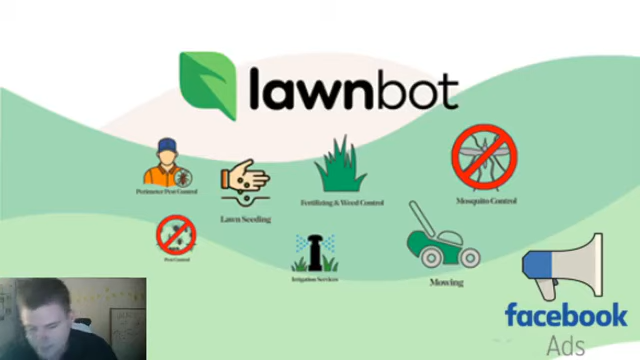 lawnbot
Perimeter Pest Control
Lawn Seeding
Fertilizing & Weed Control
Mosquito Control
Pest Control
Irrigation Services
Mowing
facebook
Ads